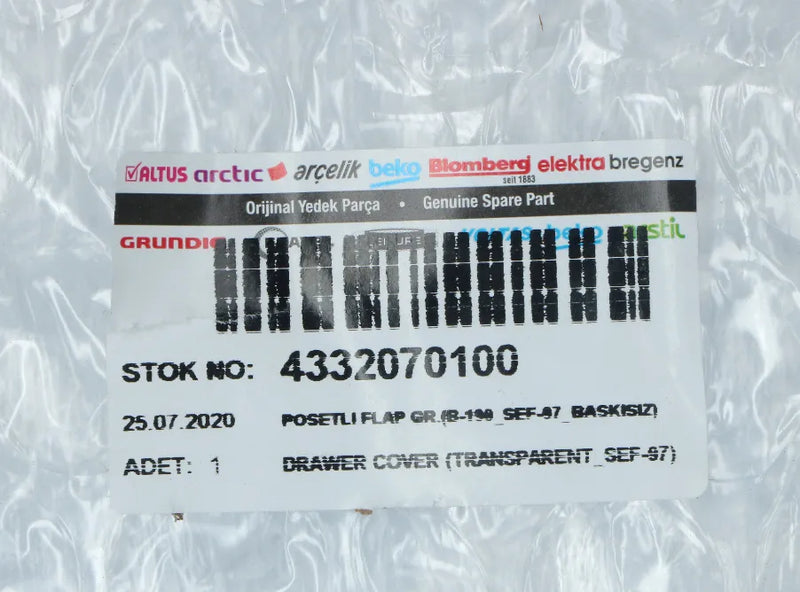 ALTUS arctic arçelik beko Blomberg seit 1883 elektra bregenz
Orijinal Yedek Parça • Genuine Spare Part
GRUNDIG
STOK NO: 4332070100
25.07.2020 POSETLI FLAP GR.(B-190_SEF-97_BASKISIZ)
ADET: 1 DRAWER COVER (TRANSPARENT_SEF-97)